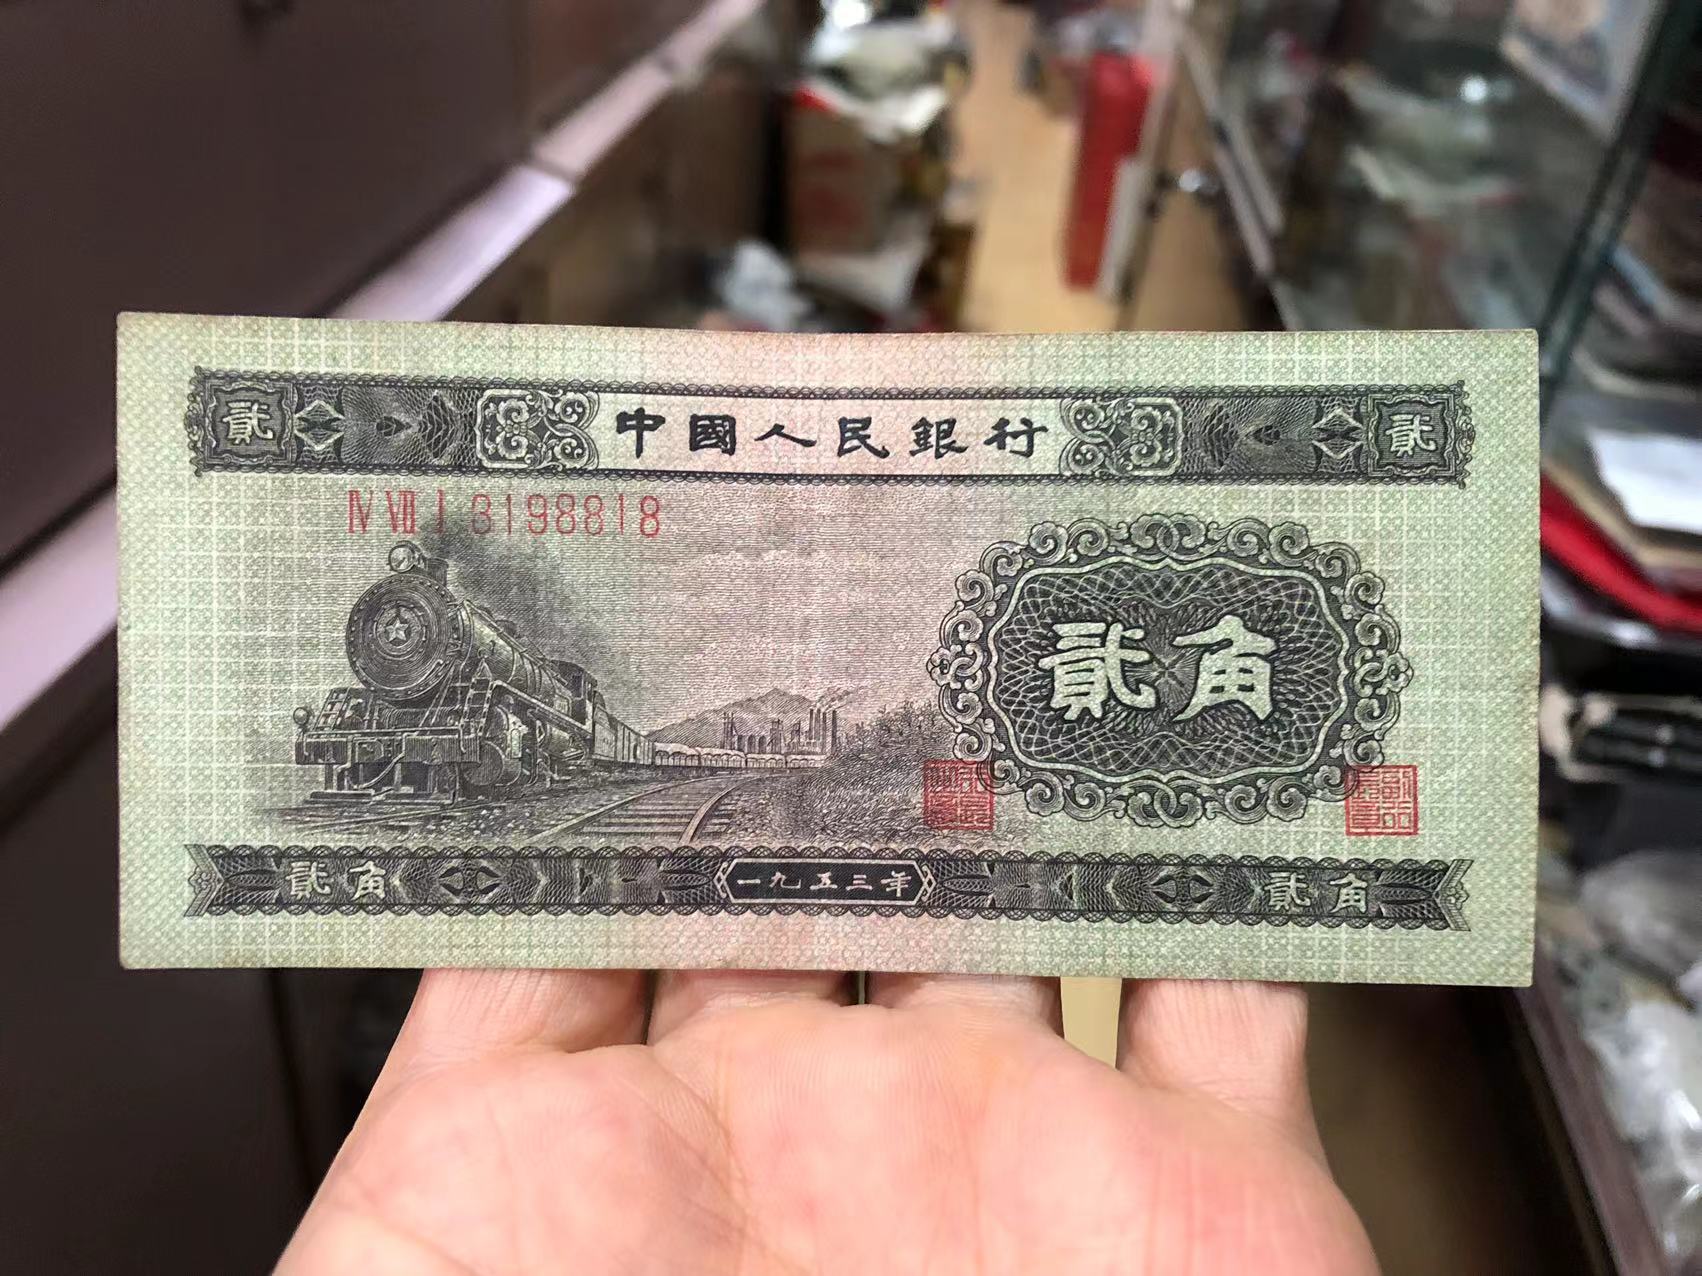 貳 中國人民銀行 貳
Ⅳ Ⅶ Ⅰ 3198818
貳角
貳角 一九五三年 貳角